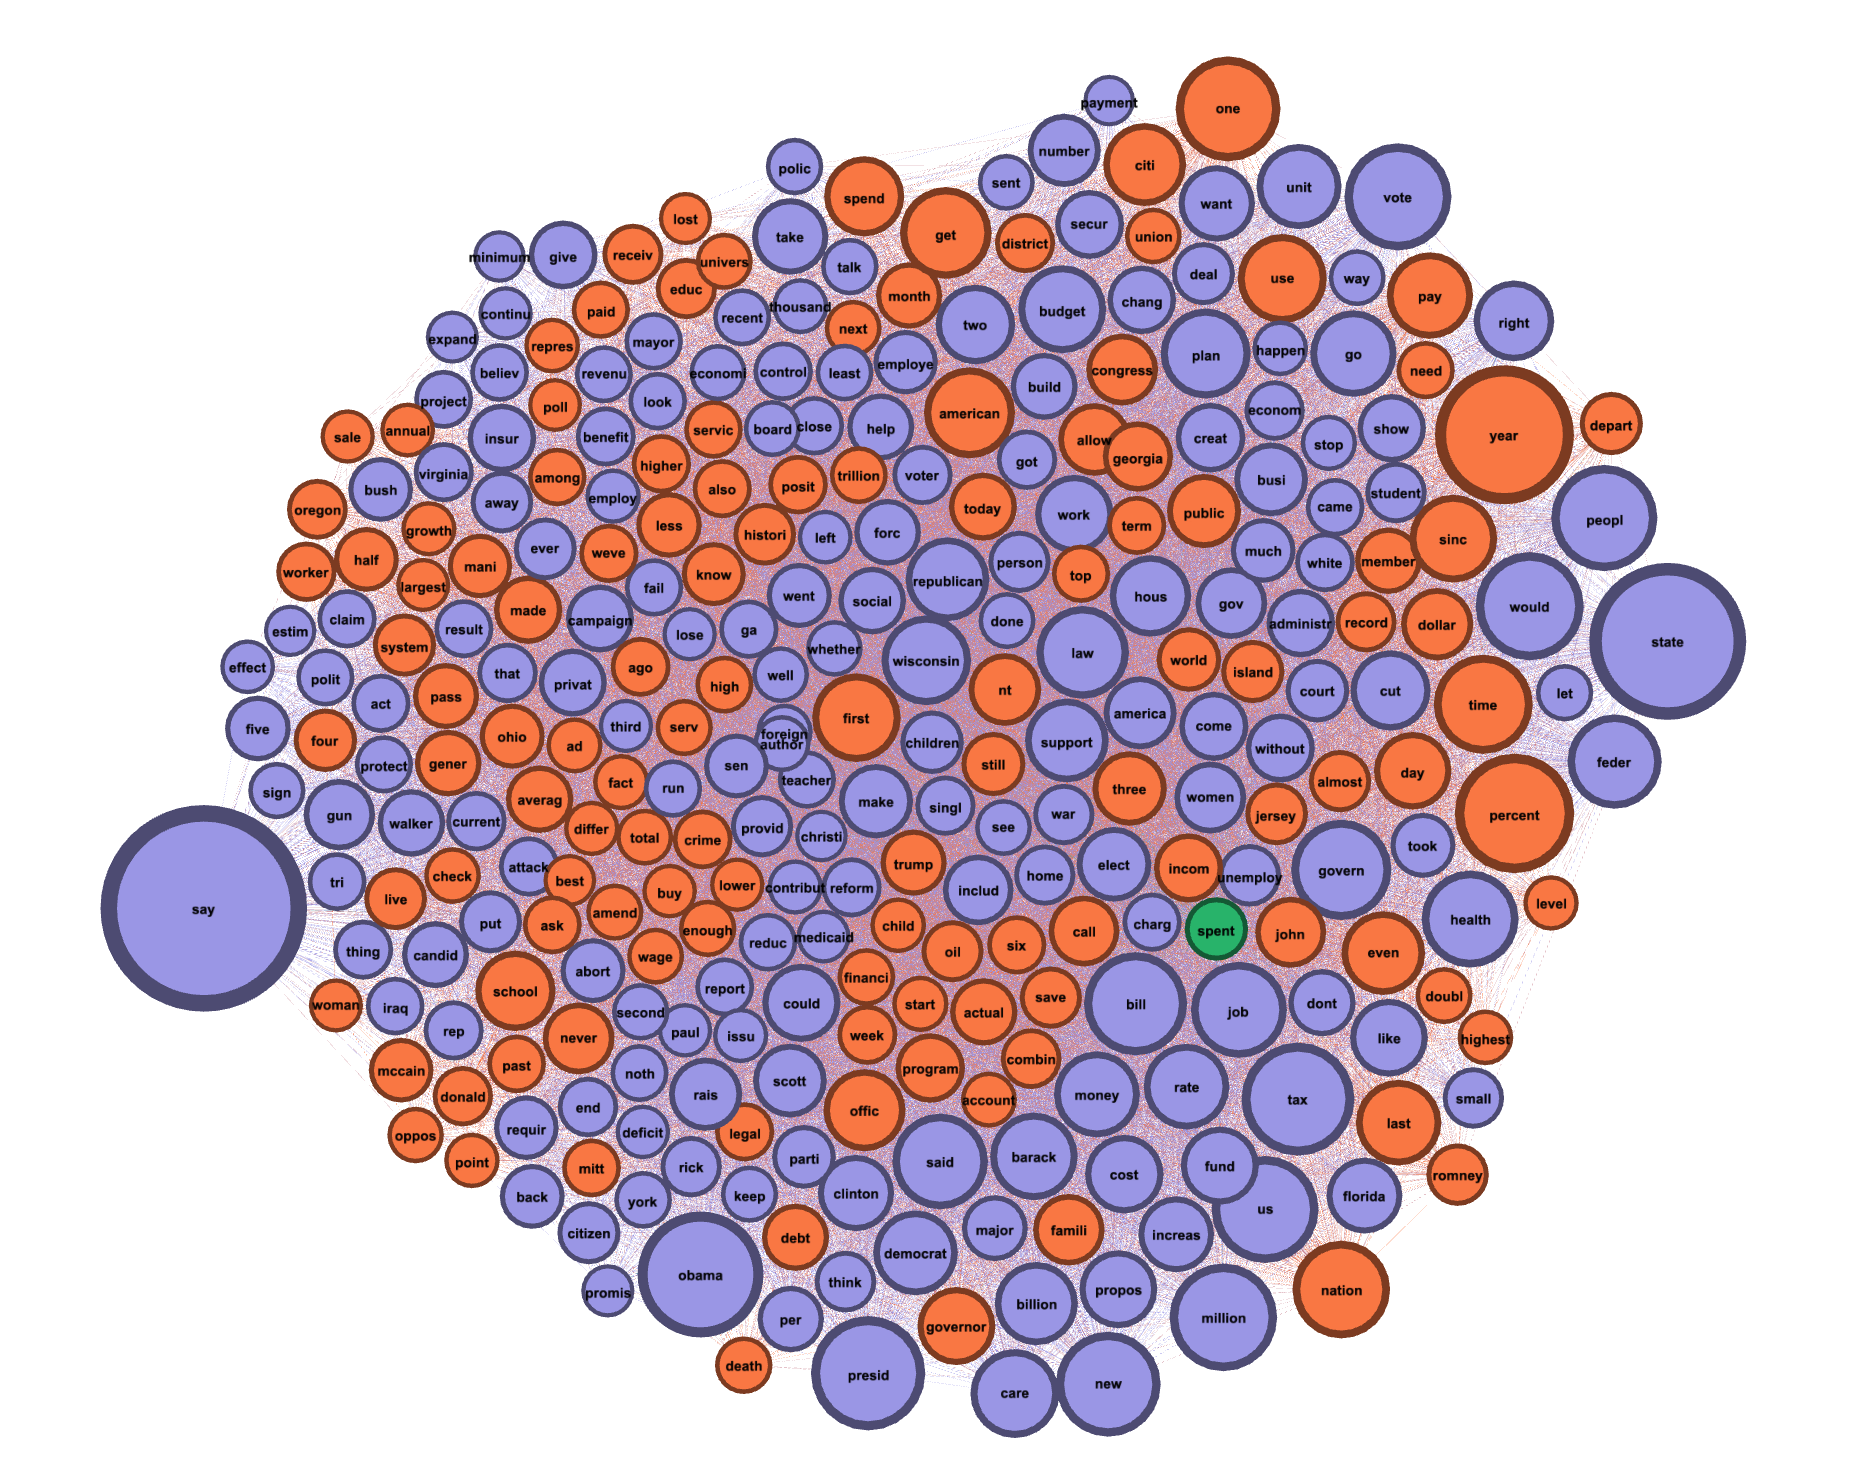 payment
one
number
citi
polic
sent
unit
spend
vote
want
lost
secur
get
take
union
district
minimum
give
receiv
univers
talk
deal
use
way
educ
month
pay
continu
paid
recent
thousand
next
two
budget
chang
right
expand
repres
mayor
plan
happen
go
believ
revenu
economi
control
least
employe
build
congress
need
project
poll
look
american
econom
sale
annual
insur
benefit
servic
board
close
help
allow
georgia
creat
stop
show
year
depart
bush
virginia
among
higher
also
posit
trillion
voter
got
busi
student
oregon
away
employ
today
work
term
public
came
peopl
growth
less
histori
left
forc
sinc
worker
half
ever
weve
much
white
member
largest
mani
fail
know
republican
person
top
estim
claim
made
campaign
went
social
hous
gov
would
result
lose
ga
done
administr
record
dollar
effect
system
whether
wisconsin
law
world
state
polit
that
privat
ago
high
well
nt
island
court
cut
let
act
pass
first
america
time
five
four
ohio
ad
third
serv
foreign
author
children
support
come
without
protect
gener
fact
sen
teacher
still
three
almost
day
feder
sign
averag
run
make
singl
women
gun
walker
current
differ
total
crime
provid
christi
see
war
jersey
percent
took
tri
check
attack
best
buy
lower
contribut
reform
trump
includ
home
elect
incom
unemploy
govern
say
live
put
ask
amend
enough
child
call
charg
spent
john
health
level
thing
candid
abort
wage
reduc
medicaid
oil
six
even
woman
iraq
school
report
could
financi
start
actual
save
bill
job
dont
doubl
rep
never
second
paul
issu
week
like
highest
mccain
past
noth
rais
scott
program
combin
money
rate
tax
small
donald
end
offic
account
oppos
requir
deficit
legal
last
point
mitt
rick
parti
said
barack
cost
fund
romney
back
york
keep
clinton
florida
citizen
debt
democrat
major
famili
increas
us
promis
obama
think
per
governor
billion
propos
million
nation
death
presid
care
new